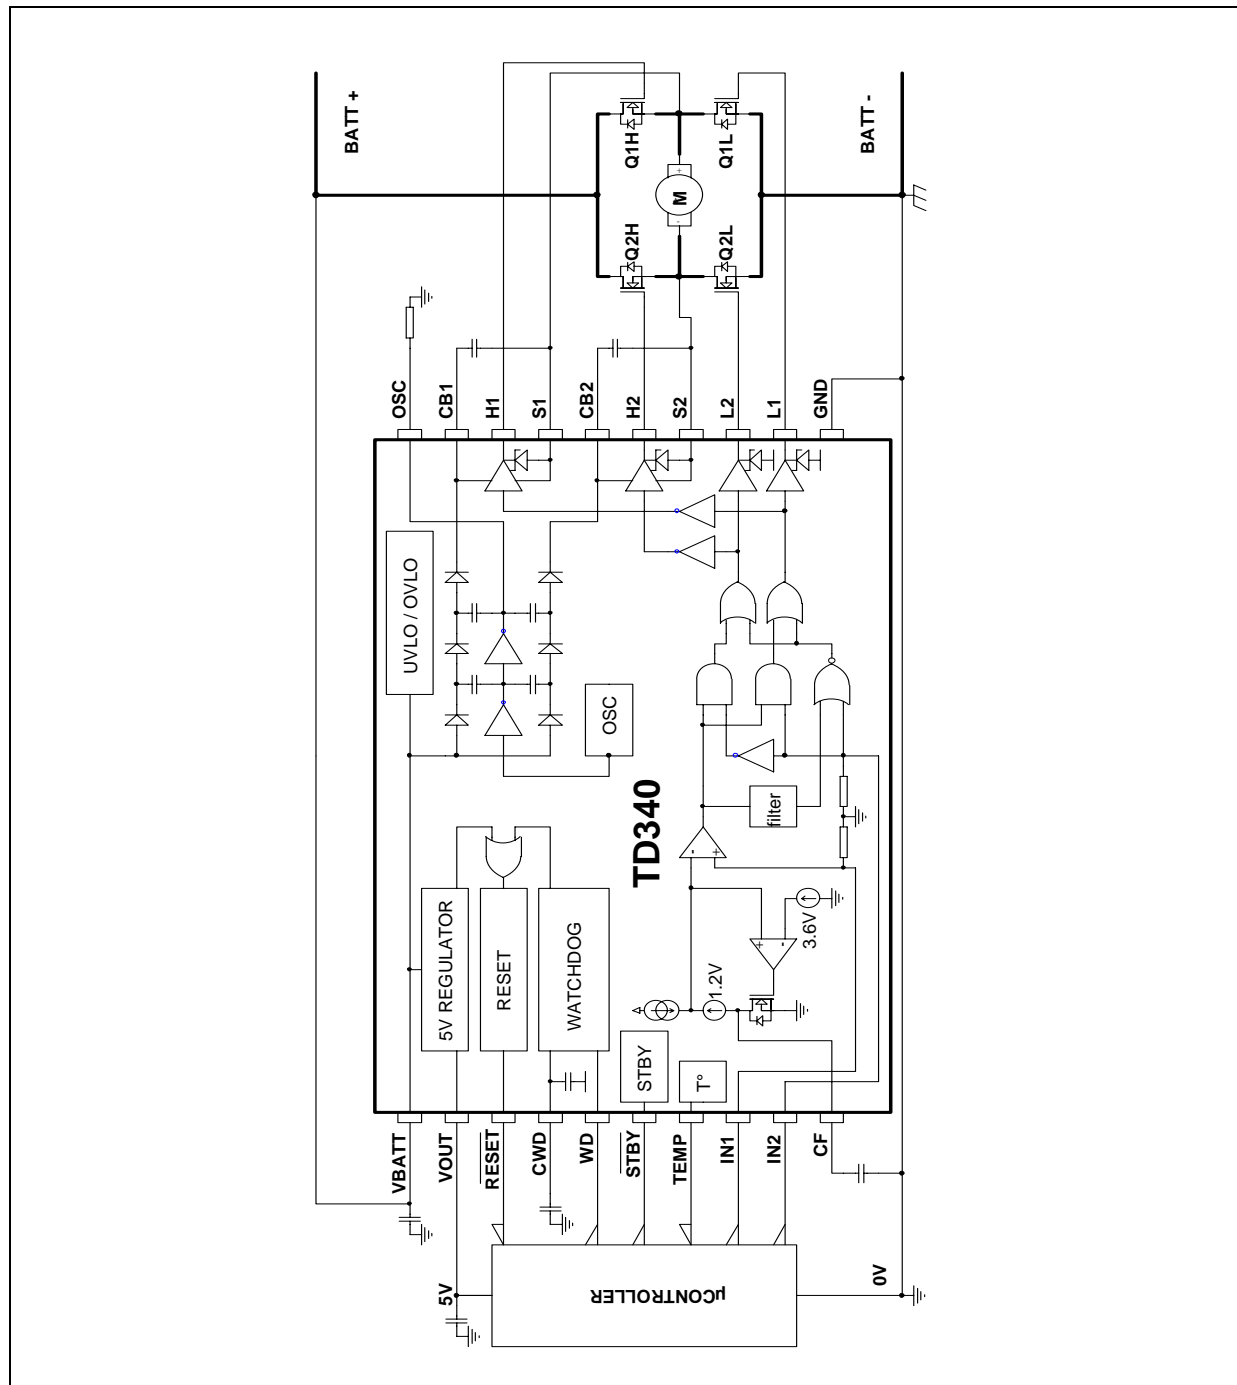 BATT +
BATT -
Q1H
Q1L
M
+
-
Q2H
Q2L
OSC
CB1
H1
S1
CB2
H2
S2
L2
L1
GND
UVLO / OVLO
OSC
TD340
filter
-
+
5V REGULATOR
RESET
WATCHDOG
STBY
T°
1.2V
+
-
3.6V
VBATT
VOUT
RESET
CWD
WD
STBY
TEMP
IN1
IN2
CF
5V
µCONTROLLER
0V